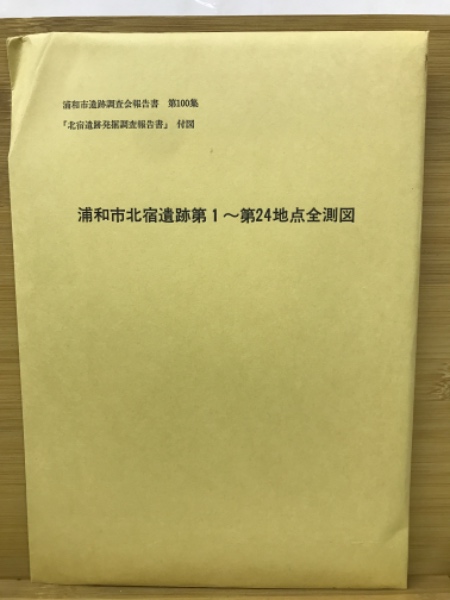 浦和市遺跡調査会報告書 第100集
『北宿遺跡発掘調査報告書』 付図
浦和市北宿遺跡第1～第24地点全測図